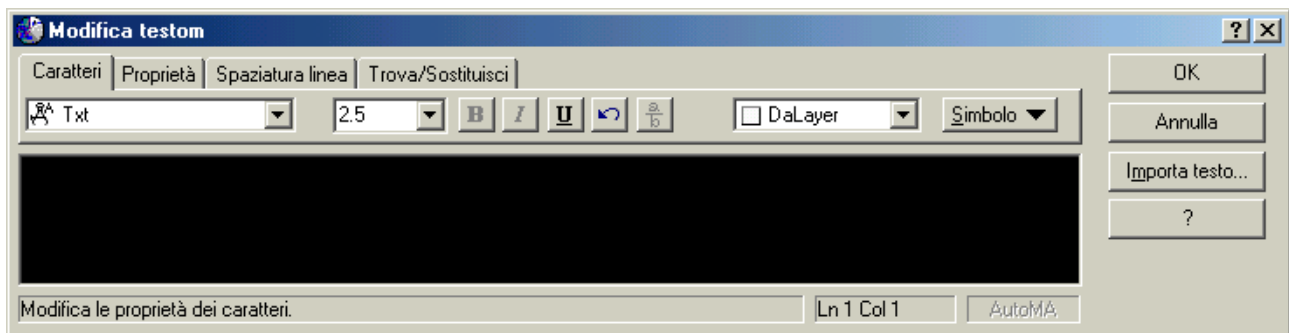 Modifica testom
Caratteri Proprietà Spaziatura linea Trova/Sostituisci
Txt 2.5 B I U a/b DaLayer Simbolo
OK
Annulla
Importa testo...
?
Modifica le proprietà dei caratteri. Ln 1 Col 1 AutoMA